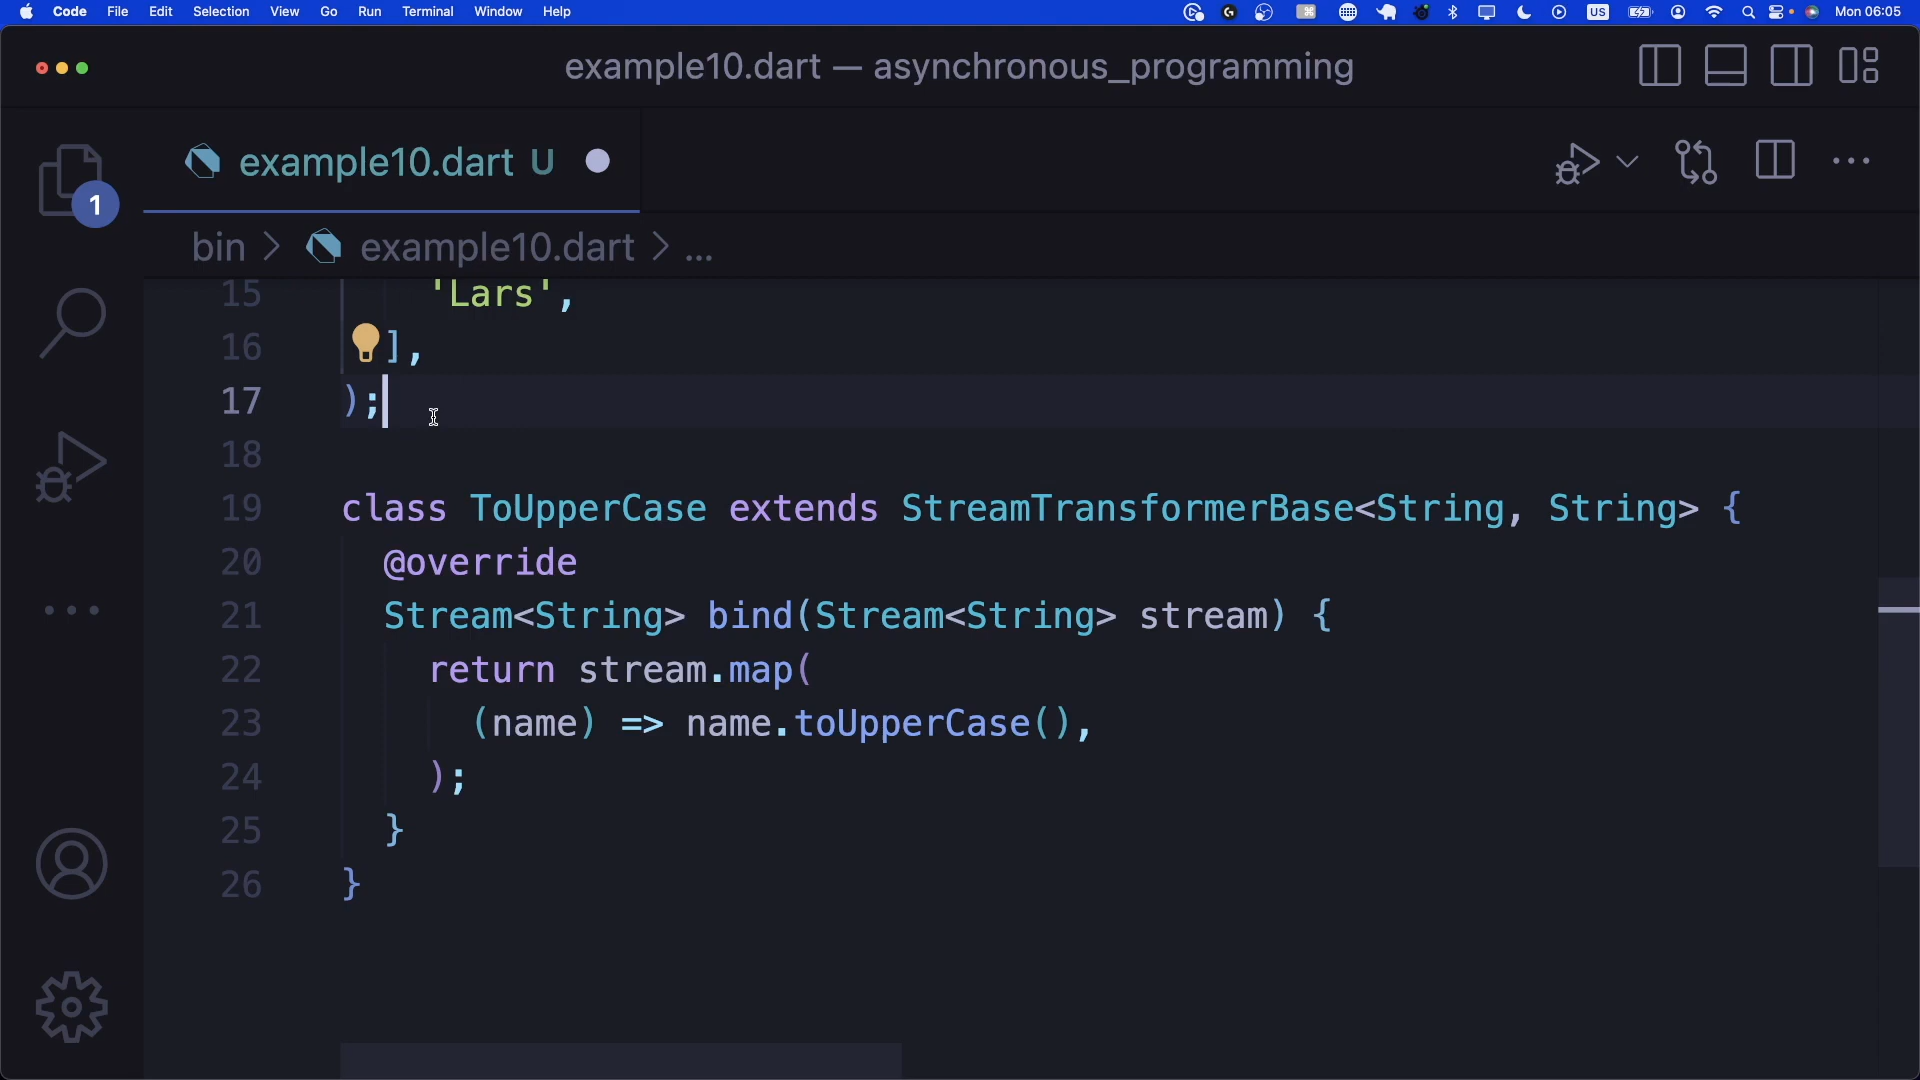 Code File Edit Selection View Go Run Terminal Window Help US Mon 06:05
example10.dart — asynchronous_programming
example10.dart U
1
bin > example10.dart > ...
15 'Lars',
16 ],
17 );
18
19 class ToUpperCase extends StreamTransformerBase<String, String> {
20 @override
21 Stream<String> bind(Stream<String> stream) {
22 return stream.map(
23 (name) => name.toUpperCase(),
24 );
25 }
26 }